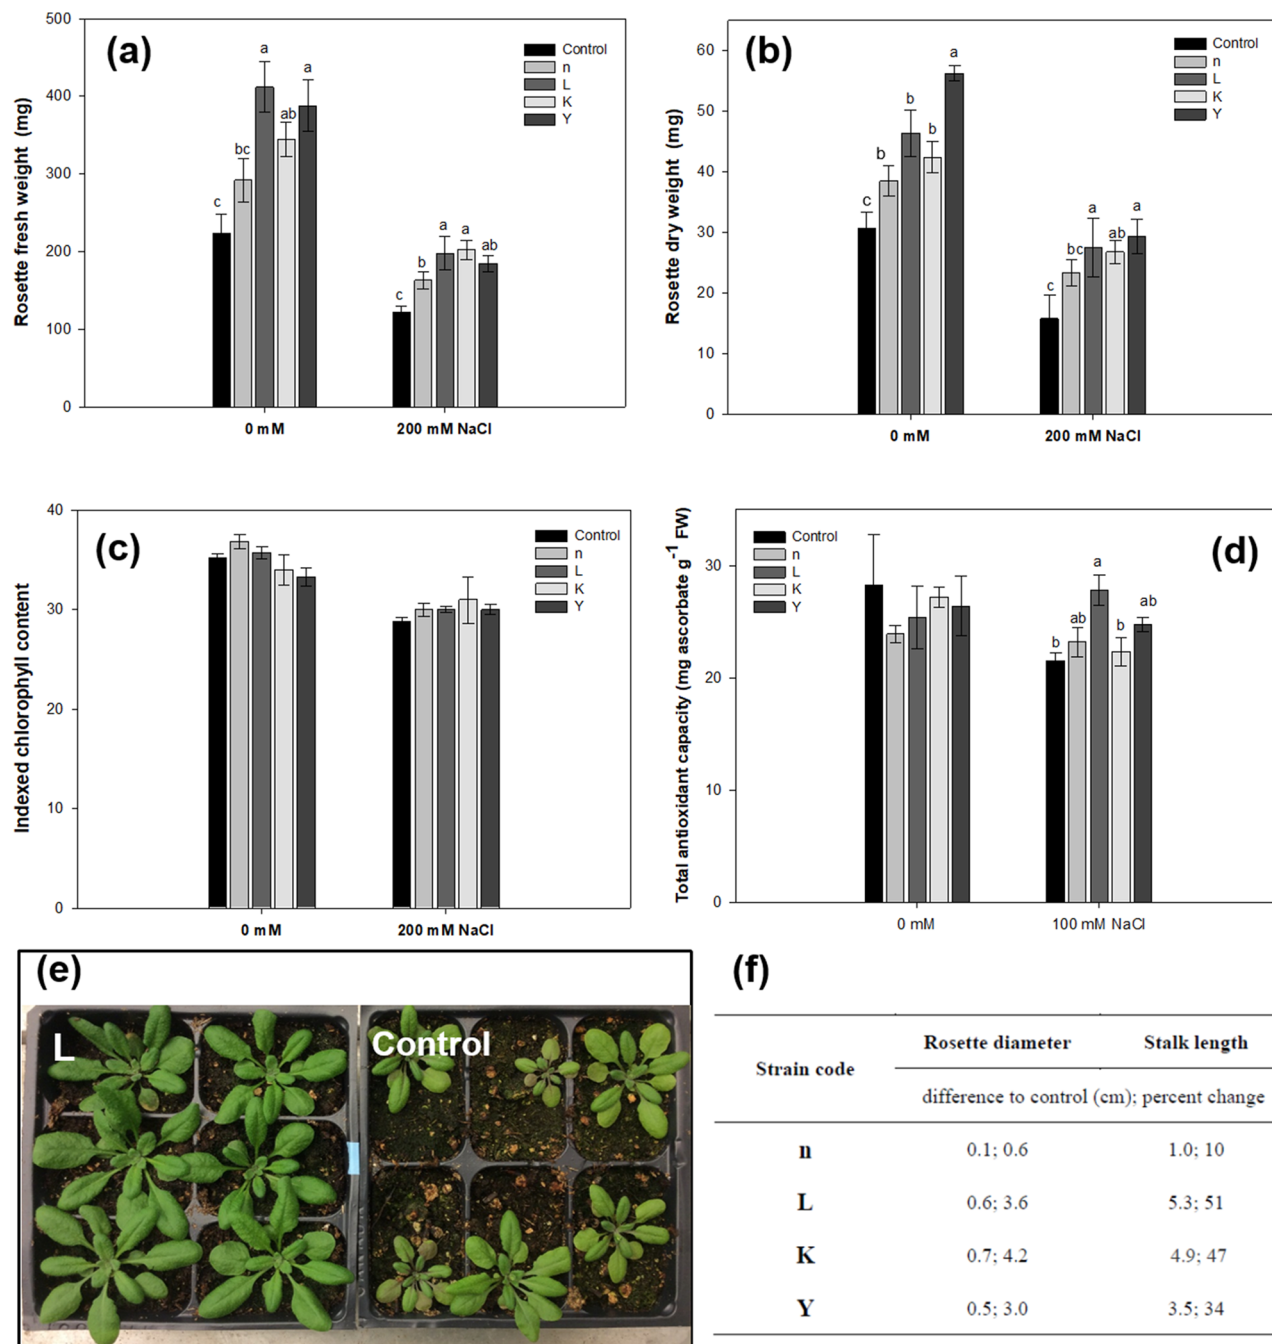 (a)
Rosette fresh weight (mg)
500
400
300
200
100
0
Control
n
L
K
Y
c
bc
a
ab
a
c
b
a
a
ab
0 mM
200 mM NaCl
(b)
Rosette dry weight (mg)
60
50
40
30
20
10
0
Control
n
L
K
Y
c
b
b
b
a
c
bc
a
ab
a
0 mM
200 mM NaCl
(c)
Indexed chlorophyll content
40
30
20
10
0
Control
n
L
K
Y
0 mM
200 mM NaCl
(d)
Total antioxidant capacity (mg ascorbate g-1 FW)
30
20
10
0
Control
n
L
K
Y
b
ab
a
b
ab
0 mM
100 mM NaCl
(e)
L
Control
(f)
Strain code
Rosette diameter
Stalk length
difference to control (cm); percent change
n 0.1; 0.6 1.0; 10
L 0.6; 3.6 5.3; 51
K 0.7; 4.2 4.9; 47
Y 0.5; 3.0 3.5; 34